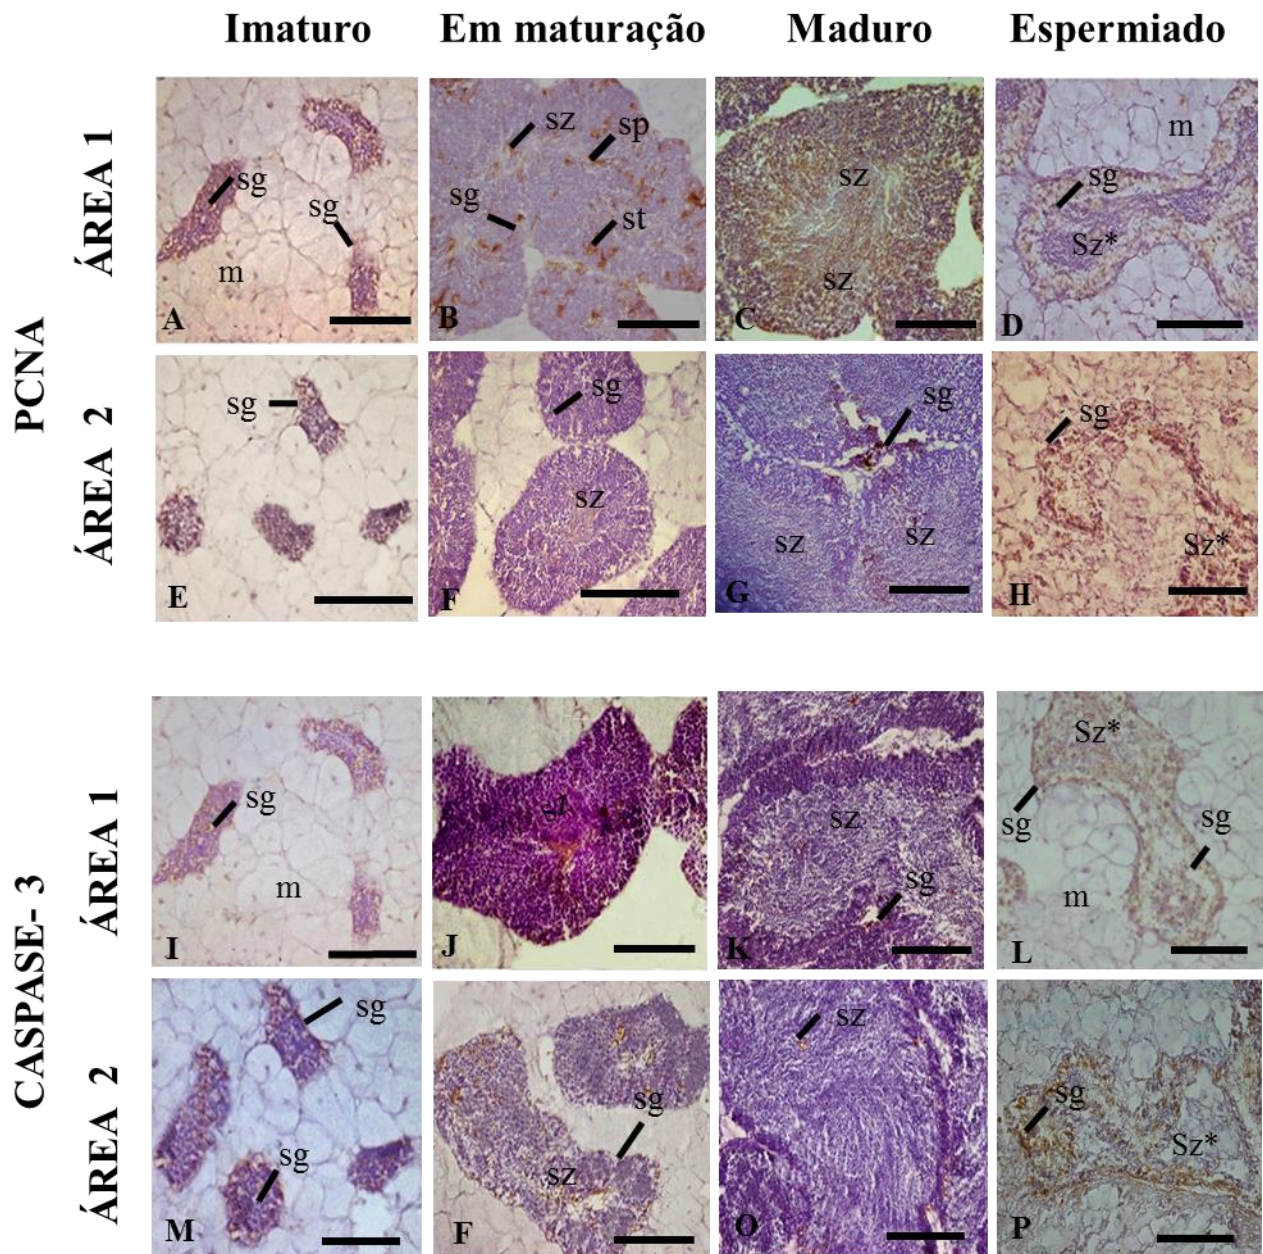 Imaturo Em maturação Maduro Espermiado
PCNA
ÁREA 1
sg
sg
m
A
sz
sp
sg
st
B
sz
sz
C
m
sg
Sz*
D
ÁREA 2
sg
E
sg
sz
F
sg
sz
sz
G
sg
Sz*
H
CASPASE- 3
ÁREA 1
sg
m
I
J
sz
sg
K
Sz*
sg
sg
m
L
ÁREA 2
sg
sg
M
sg
sz
F
sz
O
sg
Sz*
P